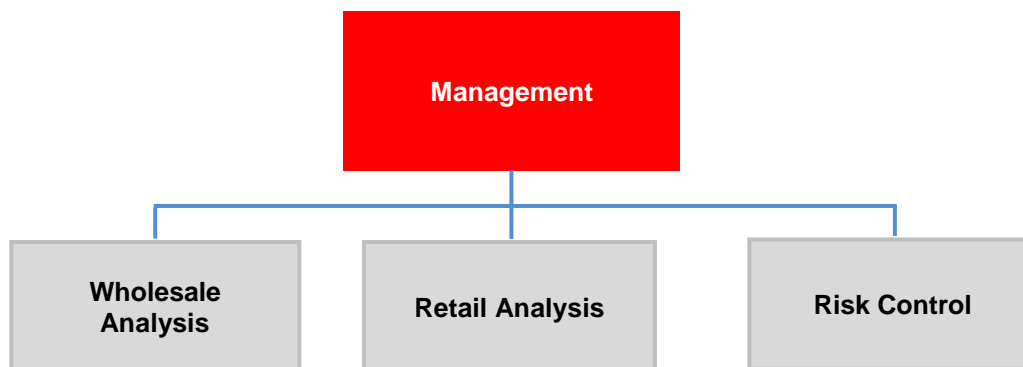 Management
Wholesale
Analysis
Retail Analysis
Risk Control